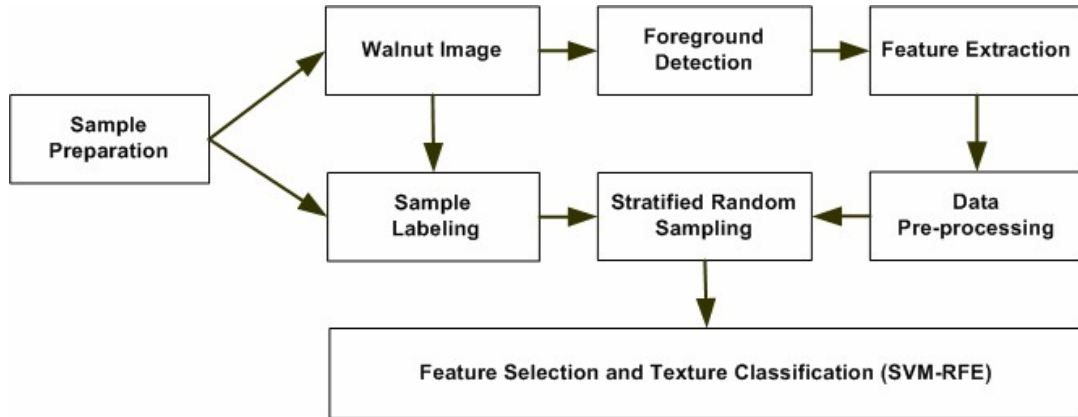 Walnut Image
Foreground
Detection
Feature Extraction
Sample
Preparation
Sample
Labeling
Stratified Random
Sampling
Data
Pre-processing
Feature Selection and Texture Classification (SVM-RFE)